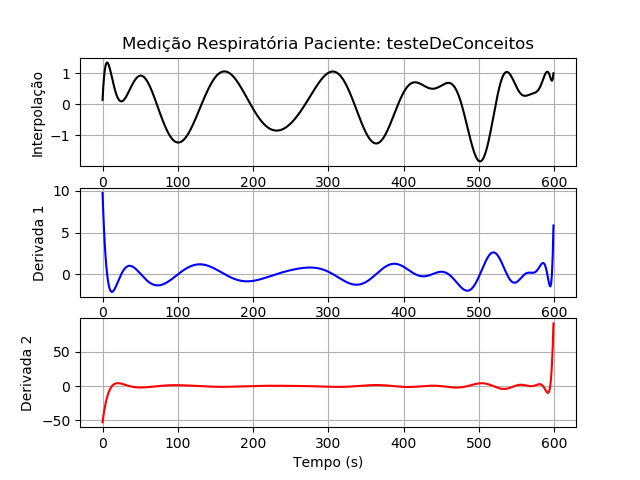 Medição Respiratória Paciente: testeDeConceitos
Interpolação
1
0
−1
0 100 200 300 400 500 600
Derivada 1
10
5
0
0 100 200 300 400 500 600
Derivada 2
50
0
−50
0 100 200 300 400 500 600
Tempo (s)